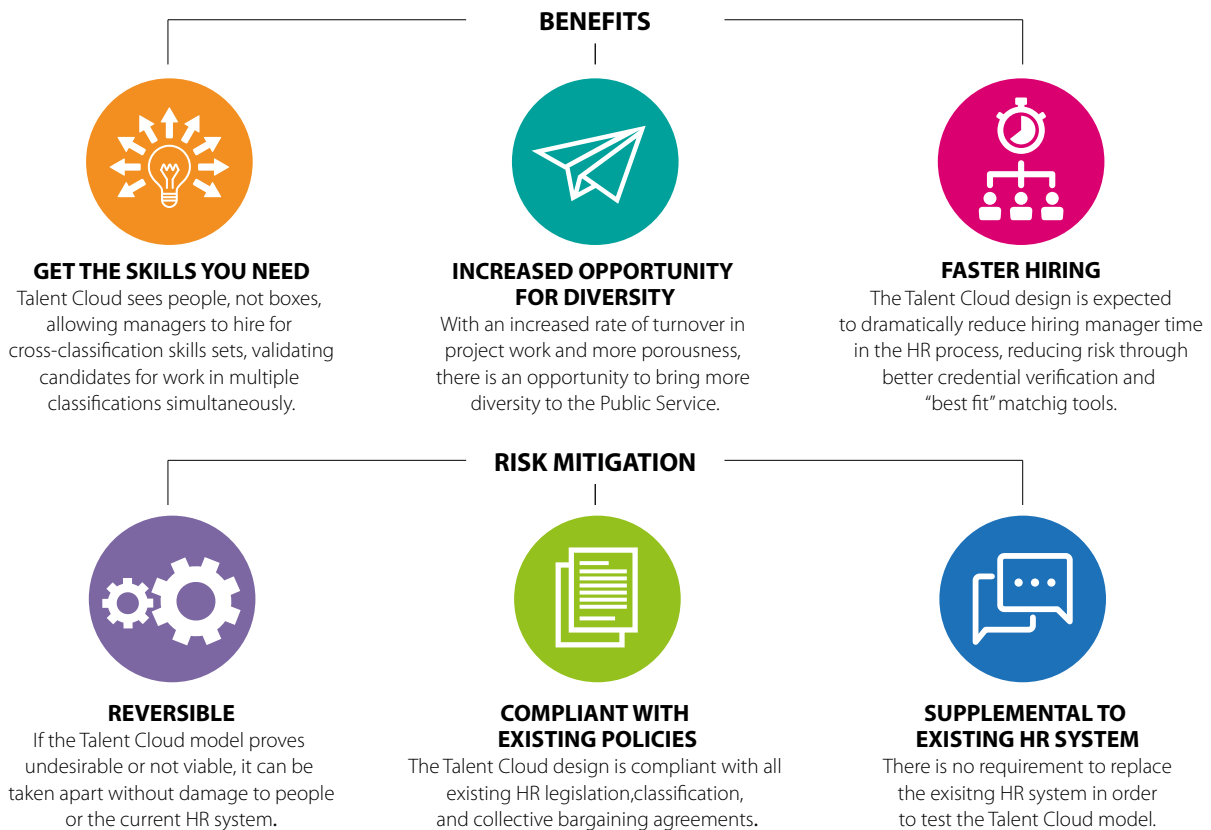 BENEFITS
GET THE SKILLS YOU NEED
Talent Cloud sees people, not boxes,
allowing managers to hire for
cross-classification skills sets, validating
candidates for work in multiple
classifications simultaneously.
INCREASED OPPORTUNITY
FOR DIVERSITY
With an increased rate of turnover in
project work and more porousness,
there is an opportunity to bring more
diversity to the Public Service.
FASTER HIRING
The Talent Cloud design is expected
to dramatically reduce hiring manager time
in the HR process, reducing risk through
better credential verification and
“best fit” matchig tools.
RISK MITIGATION
REVERSIBLE
If the Talent Cloud model proves
undesirable or not viable, it can be
taken apart without damage to people
or the current HR system.
COMPLIANT WITH
EXISTING POLICIES
The Talent Cloud design is compliant with all
existing HR legislation,classification,
and collective bargaining agreements.
SUPPLEMENTAL TO
EXISTING HR SYSTEM
There is no requirement to replace
the exisitng HR system in order
to test the Talent Cloud model.